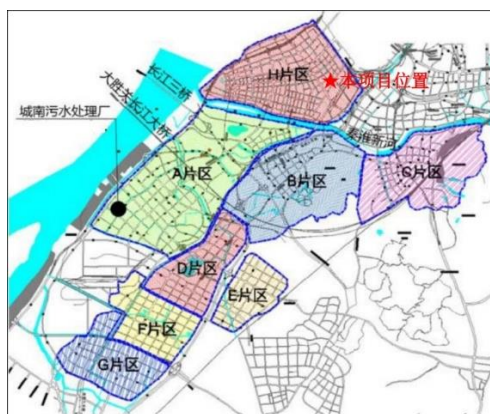 H片区
★本项目位置
长江三桥
大胜关长江大桥
城南污水处理厂
秦淮新河
A片区
B片区
C片区
D片区
E片区
F片区
G片区